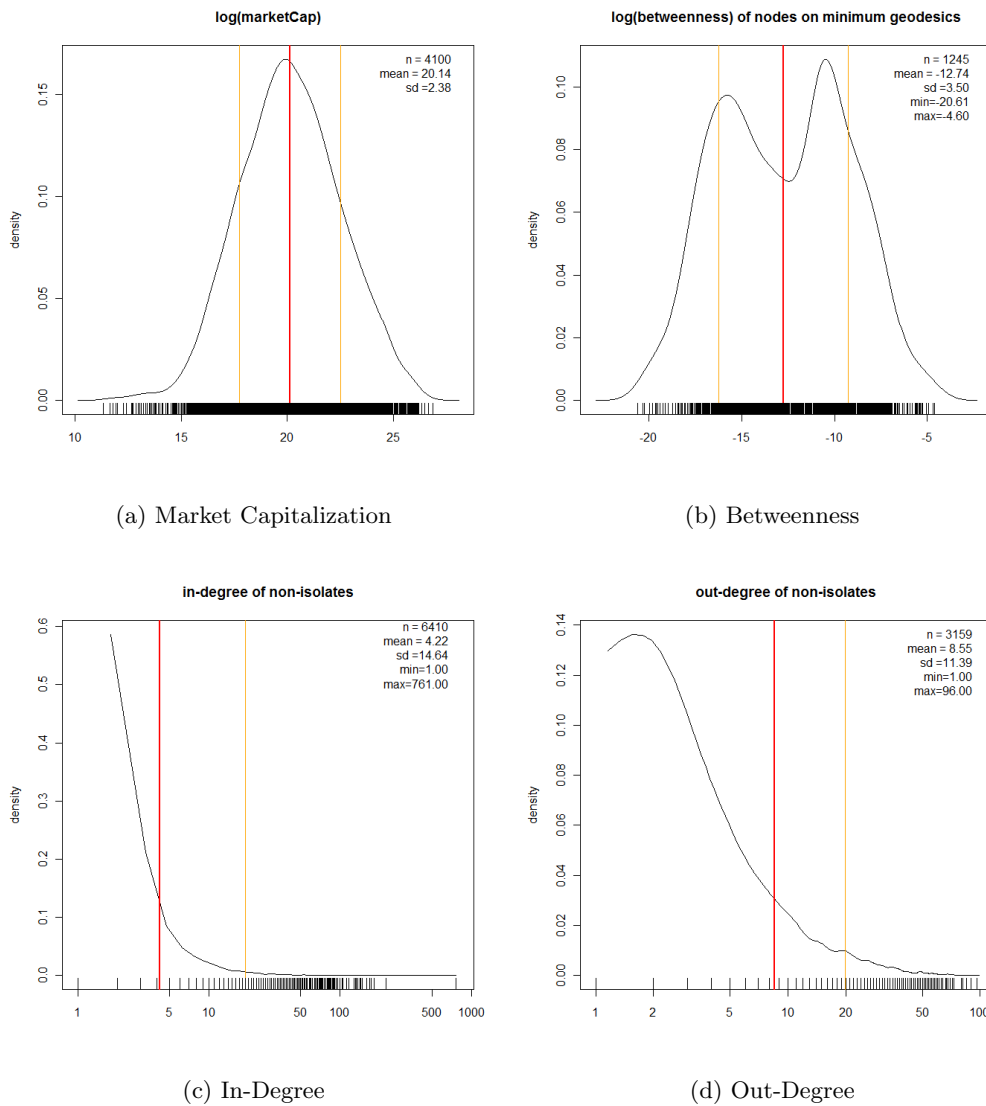 log(marketCap)
n = 4100
mean = 20.14
sd =2.38
density
0.00
0.05
0.10
0.15
10
15
20
25
(a) Market Capitalization
log(betweenness) of nodes on minimum geodesics
n = 1245
mean = -12.74
sd =3.50
min=-20.61
max=-4.60
density
0.00
0.02
0.04
0.06
0.08
0.10
-20
-15
-10
-5
(b) Betweenness
in-degree of non-isolates
n = 6410
mean = 4.22
sd =14.64
min=1.00
max=761.00
density
0.0
0.1
0.2
0.3
0.4
0.5
0.6
1
5
10
50
100
500
1000
(c) In-Degree
out-degree of non-isolates
n = 3159
mean = 8.55
sd =11.39
min=1.00
max=96.00
density
0.00
0.02
0.04
0.06
0.08
0.10
0.12
0.14
1
2
5
10
20
50
100
(d) Out-Degree